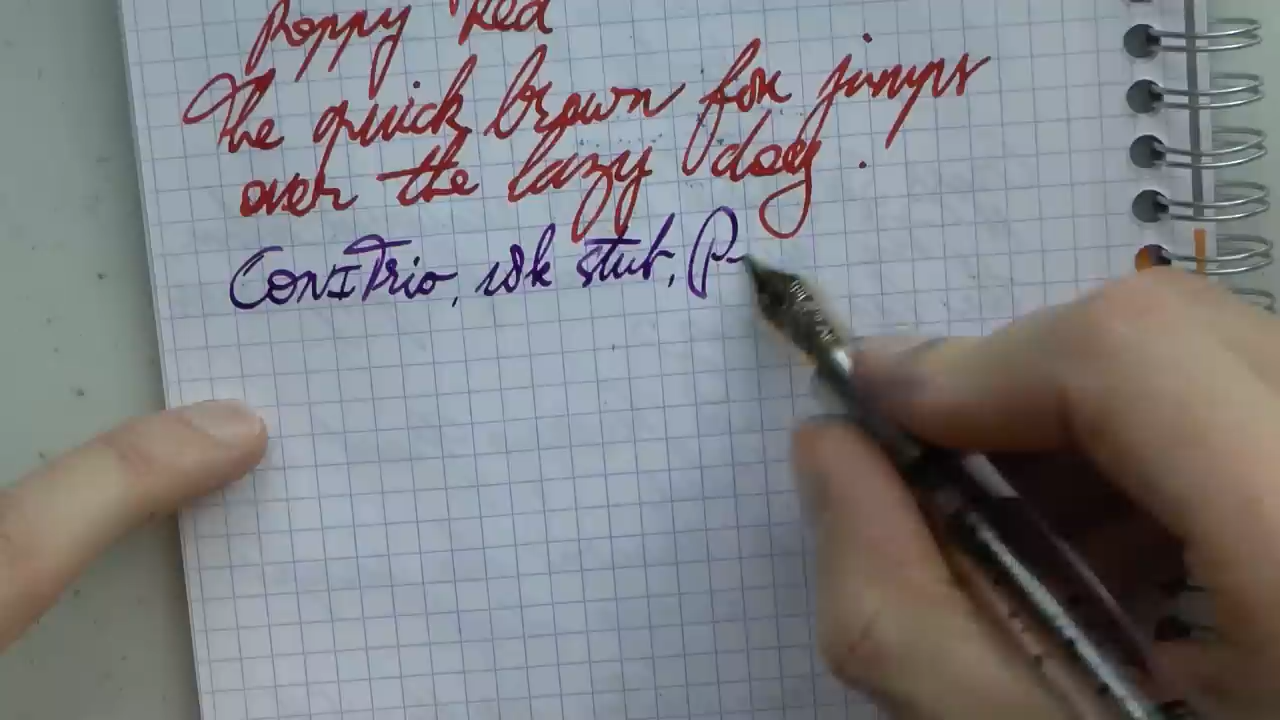 Poppy Red
The quick brown fox jumps
over the lazy dog.
ConITrio, 18k stub, P